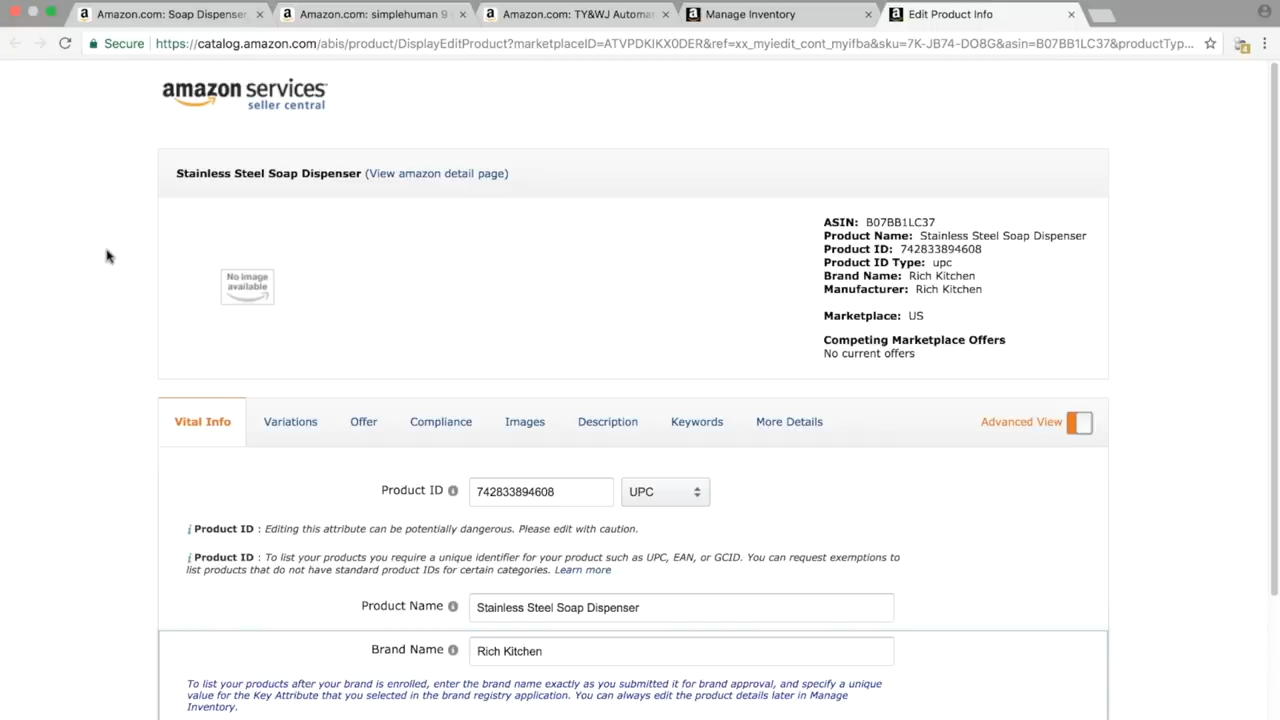 Amazon.com: Soap Dispenser
Amazon.com: simplehuman 9
Amazon.com: TY&WJ Automa
Manage Inventory
Edit Product Info
Secure https://catalog.amazon.com/abis/product/DisplayEditProduct?marketplaceID=ATVPDKIKX0DER&ref=xx_myiedit_cont_myifba&sku=7K-JB74-DO8G&asin=B07BB1LC37&productTyp...
amazon services
seller central
Stainless Steel Soap Dispenser (View amazon detail page)
No image
available
ASIN: B07BB1LC37
Product Name: Stainless Steel Soap Dispenser
Product ID: 742833894608
Product ID Type: upc
Brand Name: Rich Kitchen
Manufacturer: Rich Kitchen
Marketplace: US
Competing Marketplace Offers
No current offers
Vital Info Variations Offer Compliance Images Description Keywords More Details Advanced View
Product ID 742833894608 UPC
Product ID : Editing this attribute can be potentially dangerous. Please edit with caution.
Product ID : To list your products you require a unique identifier for your product such as UPC, EAN, or GCID. You can request exemptions to
list products that do not have standard product IDs for certain categories. Learn more
Product Name Stainless Steel Soap Dispenser
Brand Name Rich Kitchen
To list your products after your brand is enrolled, enter the brand name exactly as you submitted it for brand approval, and specify a unique
value for the Key Attribute that you selected in the brand registry application. You can always edit the product details later in Manage
Inventory.